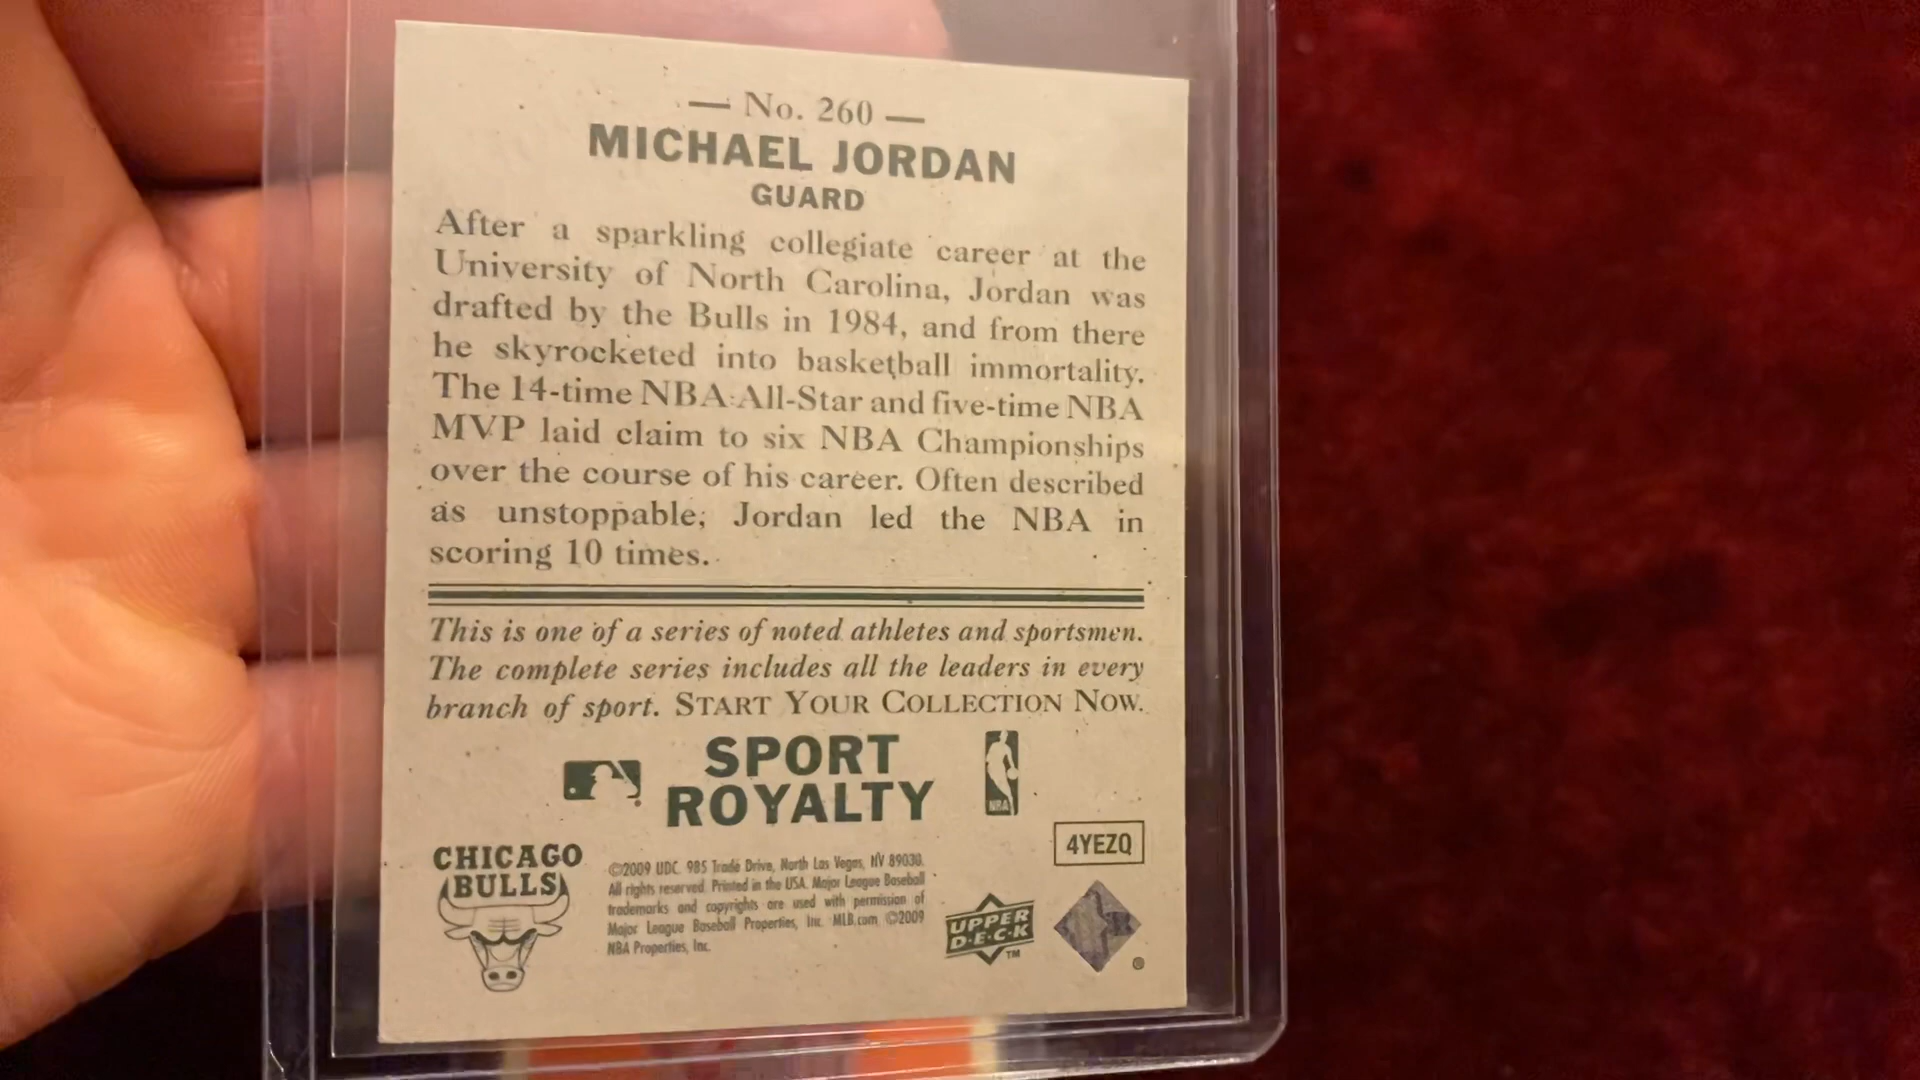 — No. 260 —
MICHAEL JORDAN
GUARD
After a sparkling collegiate career at the
University of North Carolina, Jordan was
drafted by the Bulls in 1984, and from there
he skyrocketed into basketball immortality.
The 14-time NBA All-Star and five-time NBA
MVP laid claim to six NBA Championships
over the course of his career. Often described
as unstoppable, Jordan led the NBA in
scoring 10 times.
This is one of a series of noted athletes and sportsmen.
The complete series includes all the leaders in every
branch of sport. START YOUR COLLECTION NOW.
SPORT
ROYALTY
NBA
4YEZQ
CHICAGO
BULLS
©2009 UDC. 985 Trade Drive, North Las Vegas, NV 89030.
All rights reserved. Printed in the USA. Major League Baseball
trademarks and copyrights are used with permission of
Major League Baseball Properties, Inc. MLB.com ©2009
NBA Properties, Inc.
UPPER
D·E·C·K
TM
®